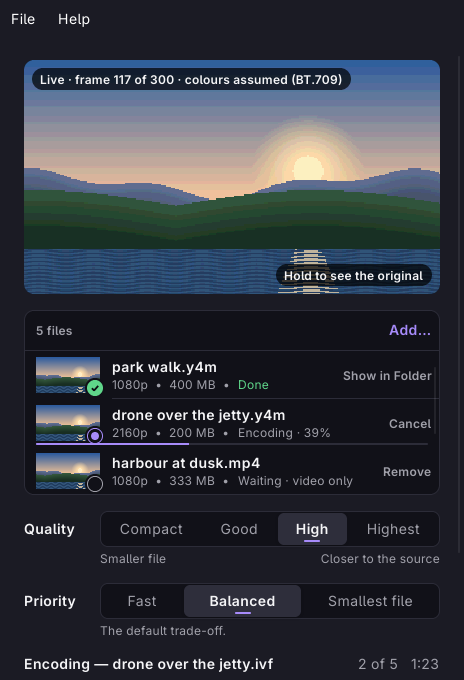 File Help
Live · frame 117 of 300 · colours assumed (BT.709)
Hold to see the original
5 files Add...
park walk.y4m
1080p • 400 MB • Done
Show in Folder
drone over the jetty.y4m
2160p • 200 MB • Encoding · 39%
Cancel
harbour at dusk.mp4
1080p • 333 MB • Waiting · video only
Remove
Quality Compact Good High Highest
Smaller file Closer to the source
Priority Fast Balanced Smallest file
The default trade-off.
Encoding — drone over the jetty.ivf 2 of 5 1:23